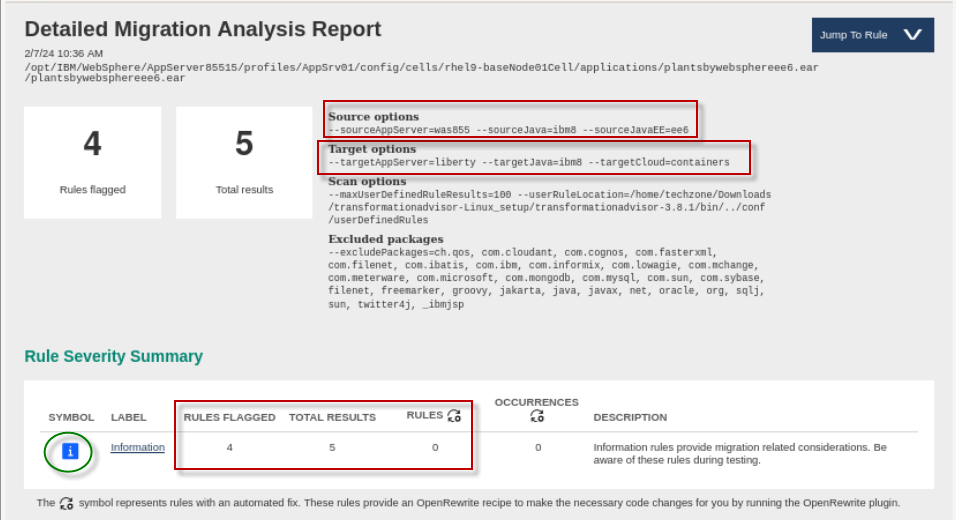 Detailed Migration Analysis Report
Jump To Rule
2/7/24 10:36 AM
/opt/IBM/WebSphere/AppServer85515/profiles/AppSrv01/config/cells/rhel9-baseNode01Cell/applications/plantsbywebsphereee6.ear
/plantsbywebsphereee6.ear
4
Rules flagged
5
Total results
Source options
--sourceAppServer=was855 --sourceJava=ibm8 --sourceJavaEE=ee6
Target options
--targetAppServer=liberty --targetJava=ibm8 --targetCloud=containers
Scan options
--maxUserDefinedRuleResults=100 --userRuleLocation=/home/techzone/Downloads
/transformationadvisor-Linux_setup/transformationadvisor-3.8.1/bin/../conf
/userDefinedRules
Excluded packages
--excludePackages=ch.qos, com.cloudant, com.cognos, com.fasterxml,
com.filenet, com.ibatis, com.ibm, com.informix, com.lowagie, com.mchange,
com.meterware, com.microsoft, com.mongodb, com.mysql, com.sun, com.sybase,
filenet, freemarker, groovy, jakarta, java, javax, net, oracle, org, sqlj,
sun, twitter4j, _ibmjsp
Rule Severity Summary
SYMBOL LABEL RULES FLAGGED TOTAL RESULTS RULES OCCURRENCES DESCRIPTION
i Information 4 5 0 0 Information rules provide migration related considerations. Be
aware of these rules during testing.
The symbol represents rules with an automated fix. These rules provide an OpenRewrite recipe to make the necessary code changes for you by running the OpenRewrite plugin.